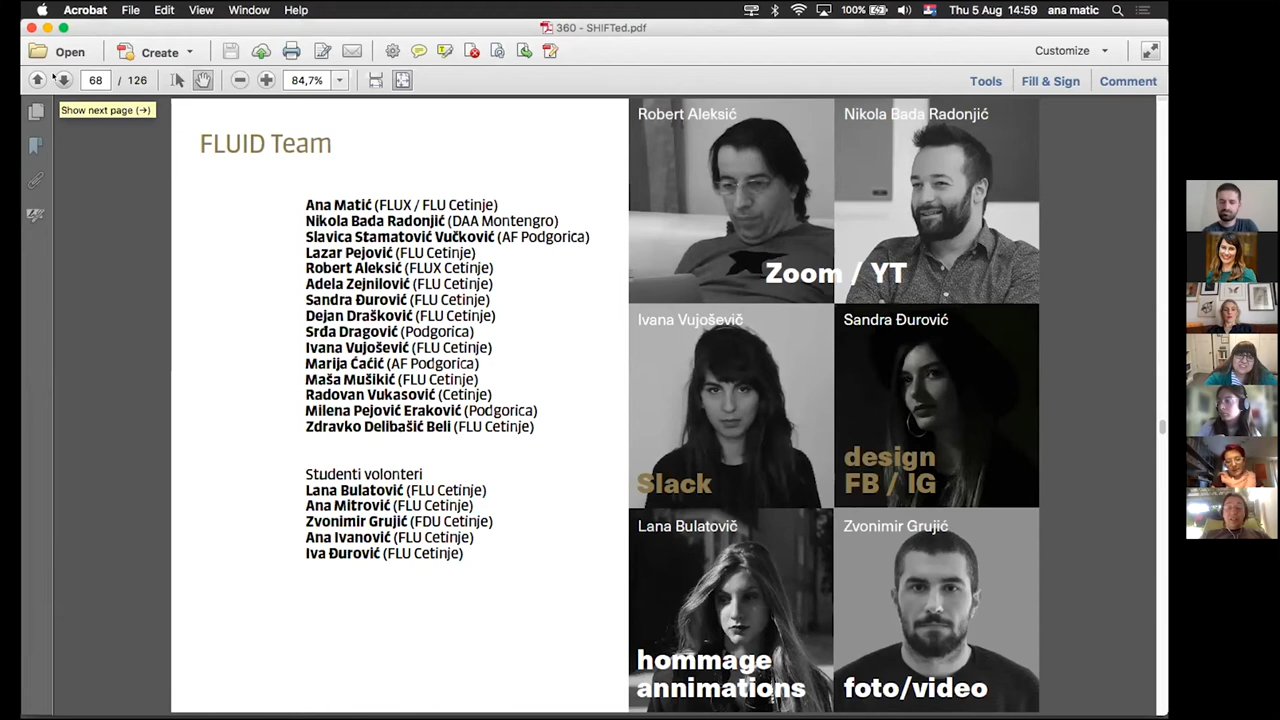 Acrobat File Edit View Window Help
100% Thu 5 Aug 14:59 ana matic
360 - SHIFTed.pdf
Open Create Customize
68 / 126 84,7% Tools Fill & Sign Comment
Show next page (→)
FLUID Team
Ana Matić (FLUX / FLU Cetinje)
Nikola Bada Radonjić (DAA Montengro)
Slavica Stamatović Vučković (AF Podgorica)
Lazar Pejović (FLU Cetinje)
Robert Aleksić (FLUX Cetinje)
Adela Zejnilović (FLU Cetinje)
Sandra Đurović (FLU Cetinje)
Dejan Drašković (FLU Cetinje)
Srđa Dragović (Podgorica)
Ivana Vujošević (FLU Cetinje)
Marija Ćaćić (AF Podgorica)
Maša Mušikić (FLU Cetinje)
Radovan Vukasović (Cetinje)
Milena Pejović Eraković (Podgorica)
Zdravko Delibašić Beli (FLU Cetinje)
Studenti volonteri
Lana Bulatović (FLU Cetinje)
Ana Mitrović (FLU Cetinje)
Zvonimir Grujić (FDU Cetinje)
Ana Ivanović (FLU Cetinje)
Iva Đurović (FLU Cetinje)
Robert Aleksić
Nikola Bada Radonjić
Zoom / YT
Ivana Vujoševič
Slack
Sandra Đurović
design
FB / IG
Lana Bulatovič
hommage
annimations
Zvonimir Grujić
foto/video